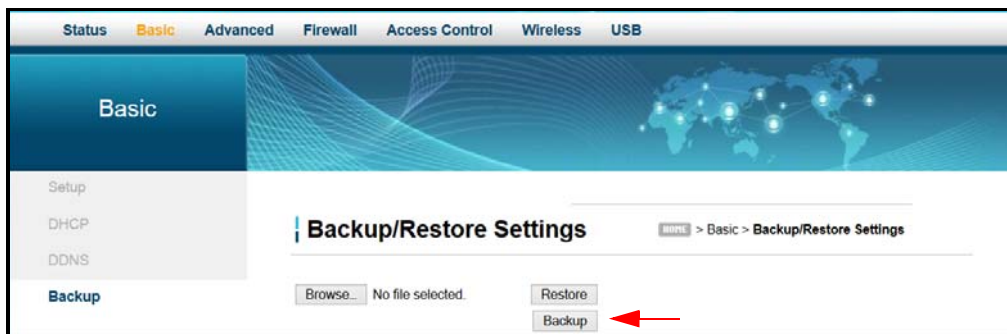 Status Basic Advanced Firewall Access Control Wireless USB
Basic
Setup
DHCP
DDNS
Backup
Backup/Restore Settings
HOME > Basic > Backup/Restore Settings
Browse... No file selected. Restore
Backup